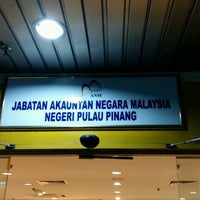 ANM
JABATAN AKAUNTAN NEGARA MALAYSIA
NEGERI PULAU PINANG